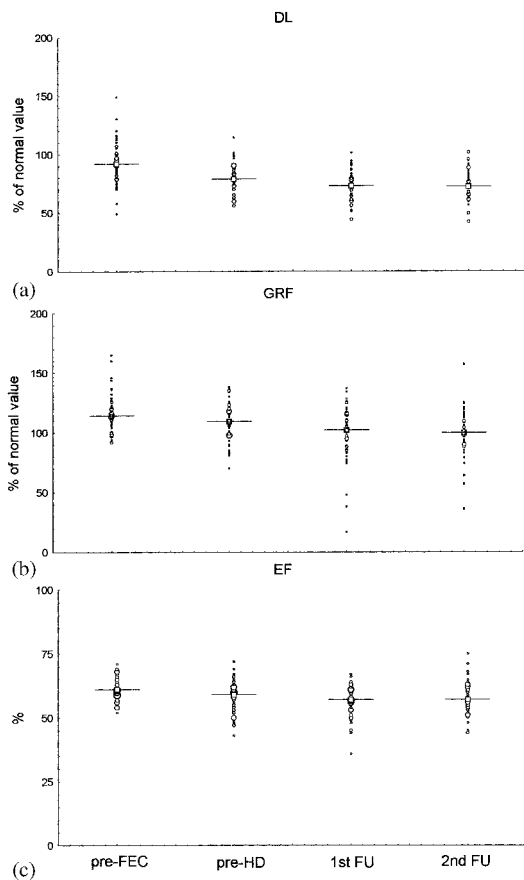 DL
200
150
100
50
0
% of normal value
(a)
GRF
200
150
100
50
0
% of normal value
(b)
EF
100
75
50
25
0
%
(c)
pre-FEC pre-HD 1st FU 2nd FU